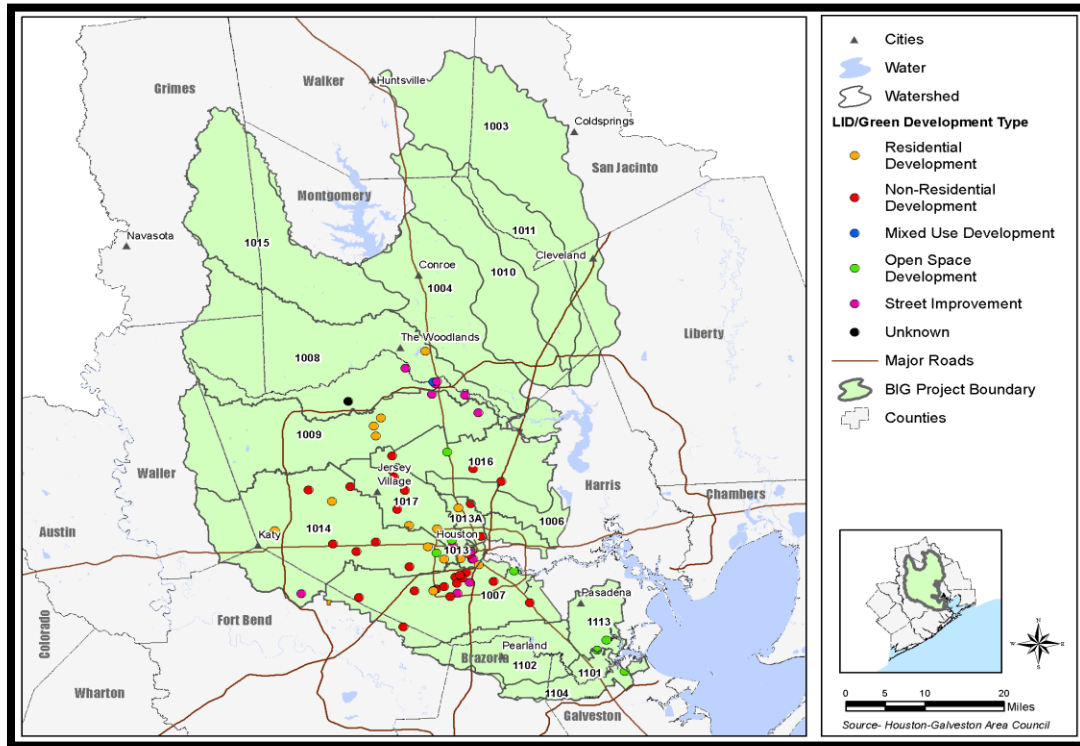 Walker
Huntsville
Grimes
1003
Coldsprings
San Jacinto
Montgomery
1011
Navasota
1015
Cleveland
1010
Conroe
1004
Liberty
The Woodlands
1008
1009
1016
Waller
Jersey
Village
Harris
1017
Chambers
1013A
1006
Austin
1014
Katy
Houston
1013
1007
Pasadena
Fort Bend
1113
Colorado
Pearland
Brazoria
1102
1101
Wharton
1104
Galveston
Cities
Water
Watershed
LID/Green Development Type
Residential
Development
Non-Residential
Development
Mixed Use Development
Open Space
Development
Street Improvement
Unknown
Major Roads
BIG Project Boundary
Counties
N
W
E
S
0 5 10 20
Miles
Source- Houston-Galveston Area Council